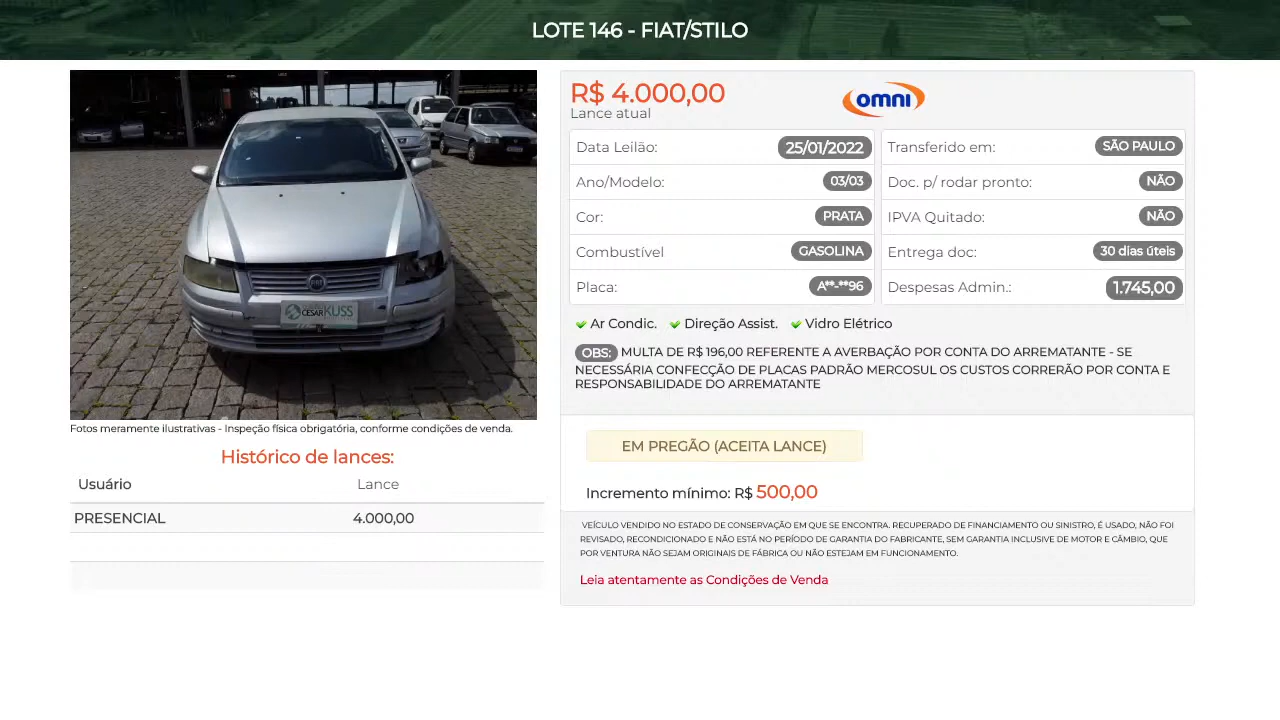 LOTE 146 - FIAT/STILO
FIAT
CESAR KUSS
Fotos meramente ilustrativas - Inspeção física obrigatória, conforme condições de venda.
Histórico de lances:
Usuário Lance
PRESENCIAL 4.000,00
R$ 4.000,00
Lance atual
omni
Data Leilão: 25/01/2022
Ano/Modelo: 03/03
Cor: PRATA
Combustível GASOLINA
Placa: A**-**96
Transferido em: SÃO PAULO
Doc. p/ rodar pronto: NÃO
IPVA Quitado: NÃO
Entrega doc: 30 dias úteis
Despesas Admin.: 1.745,00
Ar Condic. Direção Assist. Vidro Elétrico
OBS: MULTA DE R$ 196,00 REFERENTE A AVERBAÇÃO POR CONTA DO ARREMATANTE - SE
NECESSÁRIA CONFECÇÃO DE PLACAS PADRÃO MERCOSUL OS CUSTOS CORRERÃO POR CONTA E
RESPONSABILIDADE DO ARREMATANTE
EM PREGÃO (ACEITA LANCE)
Incremento mínimo: R$ 500,00
VEÍCULO VENDIDO NO ESTADO DE CONSERVAÇÃO EM QUE SE ENCONTRA. RECUPERADO DE FINANCIAMENTO OU SINISTRO, É USADO, NÃO FOI
REVISADO, RECONDICIONADO E NÃO ESTÁ NO PERÍODO DE GARANTIA DO FABRICANTE, SEM GARANTIA INCLUSIVE DE MOTOR E CÂMBIO, QUE
POR VENTURA NÃO SEJAM ORIGINAIS DE FÁBRICA OU NÃO ESTEJAM EM FUNCIONAMENTO.
Leia atentamente as Condições de Venda